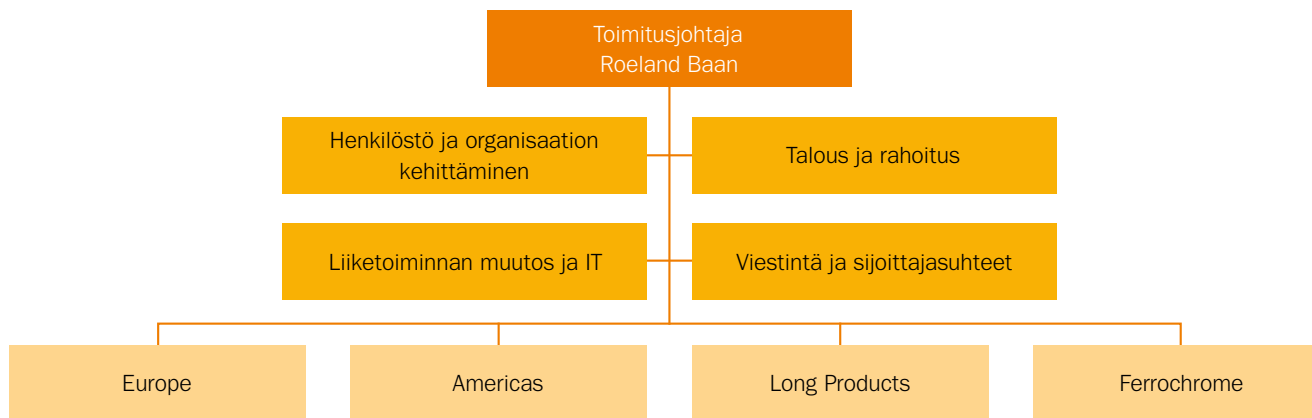 Toimitusjohtaja
Roeland Baan
Henkilöstö ja organisaation
kehittäminen
Talous ja rahoitus
Liiketoiminnan muutos ja IT
Viestintä ja sijoittajasuhteet
Europe
Americas
Long Products
Ferrochrome